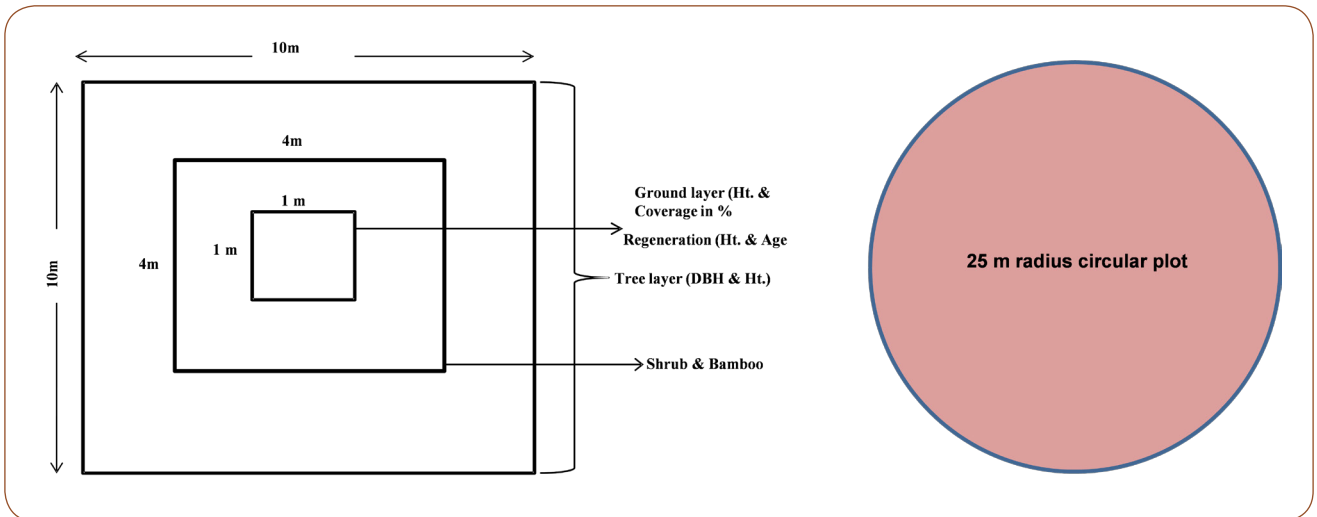 10m
10m
4m
4m
1 m
1 m
Ground layer (Ht. &
Coverage in %
Regeneration (Ht. & Age
Tree layer (DBH & Ht.)
Shrub & Bamboo
25 m radius circular plot